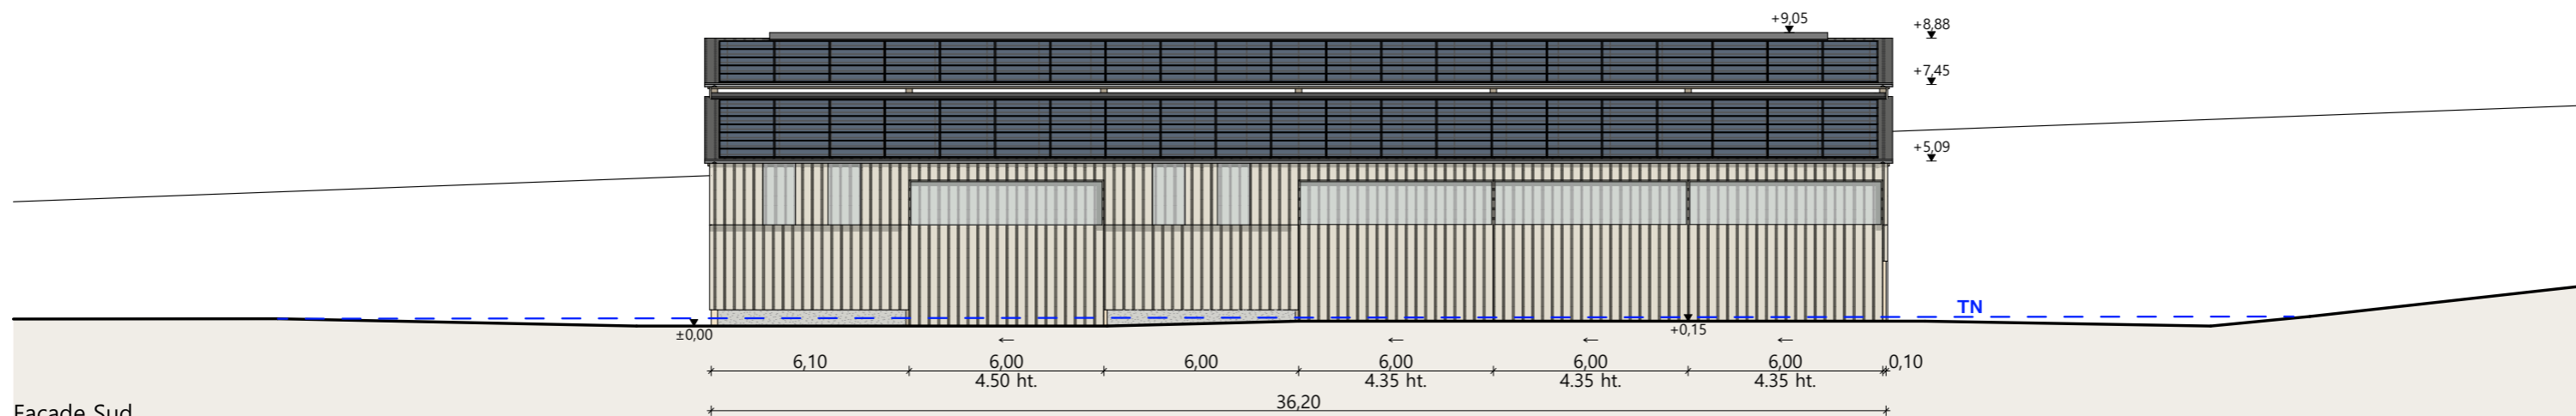 +9,05
+8,88
+7,45
+5,09
TN
±0,00
+0,15
← ← ← ←
6,10 6,00 6,00 6,00 6,00 6,00 0,10
4.50 ht. 4.35 ht. 4.35 ht. 4.35 ht.
36,20
Façade Sud